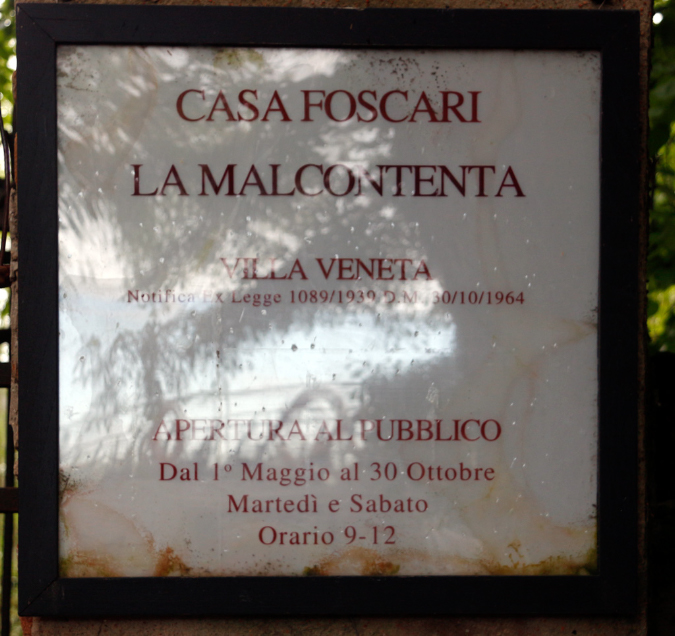 CASA FOSCARI
LA MALCONTENTA
VILLA VENETA
Notifica Ex Legge 1089/1939 D.M. 30/10/1964
APERTURA AL PUBBLICO
Dal 1º Maggio al 30 Ottobre
Martedì e Sabato
Orario 9-12